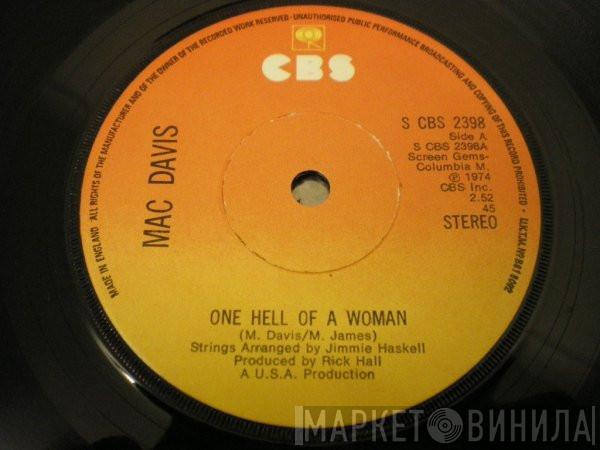 ALL RIGHTS OF THE MANUFACTURER AND OF THE OWNER OF THE RECORDED WORK RESERVED · UNAUTHORISED PUBLIC PERFORMANCE BROADCASTING AND COPYING OF THIS RECORD PROHIBITED
MADE IN ENGLAND
CBS
MAC DAVIS
S CBS 2398
Side A
S CBS 2398A
Screen Gems-
Columbia M.
℗ 1974
CBS Inc.
2.52
45
STEREO
ONE HELL OF A WOMAN
(M. Davis/M. James)
Strings Arranged by Jimmie Haskell
Produced by Rick Hall
A U.S.A. Production
МАРКЕТ ВИНИЛА